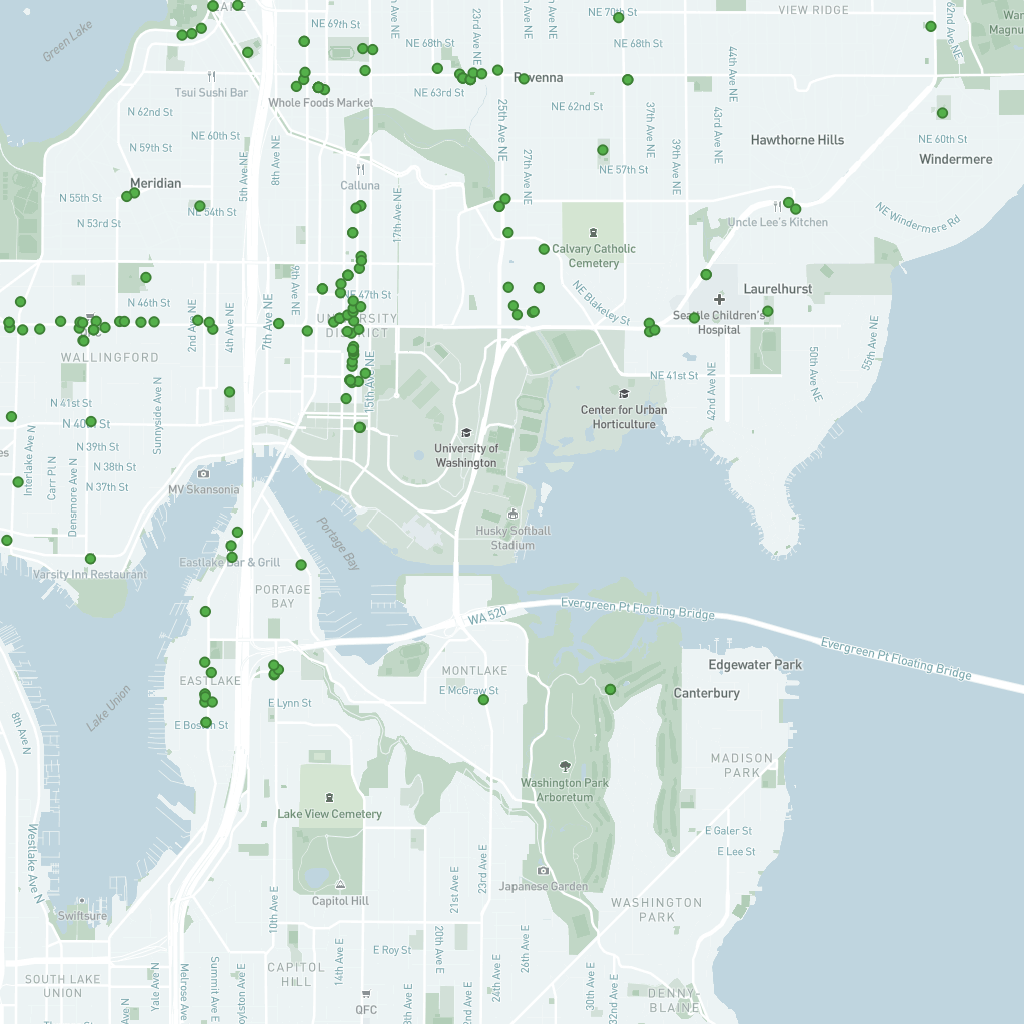 LAKE
NE 70th St
VIEW RIDGE
62nd Ave NE
NE 69th St
23rd Ave NE
Green Lake
NE 68th St
NE 68th St
Tsui Sushi Bar
Ravenna
44th Ave NE
NE 63rd St
Whole Foods Market
NE 62nd St
N 62nd St
25th Ave NE
37th Ave NE
43rd Ave NE
NE 60th St
8th Ave NE
Hawthorne Hills
NE 60th St
N 59th St
39th Ave NE
Windermere
5th Ave NE
27th Ave NE
NE 57th St
Meridian
Calluna
N 55th St
NE 54th St
17th Ave NE
NE Windermere Rd
N 53rd St
Uncle Lee's Kitchen
Calvary Catholic
Cemetery
9th Ave NE
NE Blakeley St
Laurelhurst
NE 47th St
N 46th St
2nd Ave NE
4th Ave NE
7th Ave NE
UNIVERSITY
DISTRICT
Seattle Children's
Hospital
WALLINGFORD
55th Ave NE
15th Ave NE
50th Ave NE
NE 41st St
42nd Ave NE
Sunnyside Ave N
N 41st St
Center for Urban
Horticulture
N 40th St
N 39th St
University of
Washington
Interlake Ave N
Carr Pl N
Densmore Ave N
N 38th St
N 37th St
MV Skansonia
Portage Bay
Husky Softball
Stadium
Eastlake Bar & Grill
Varsity Inn Restaurant
PORTAGE
BAY
WA 520
Evergreen Pt Floating Bridge
Evergreen Pt Floating Bridge
MONTLAKE
Edgewater Park
EASTLAKE
E McGraw St
Canterbury
Lake Union
E Lynn St
8th Ave N
E Boston St
MADISON
PARK
Washington Park
Arboretum
Lake View Cemetery
Westlake Ave N
E Galer St
E Lee St
23rd Ave E
Japanese Garden
21st Ave E
Capitol Hill
10th Ave E
WASHINGTON
PARK
Swiftsure
20th Ave E
26th Ave E
14th Ave E
E Roy St
SOUTH LAKE
UNION
CAPITOL
HILL
Yale Ave N
Melrose Ave
Summit Ave E
24th Ave E
30th Ave E
DENNY-
BLAINE
QFC